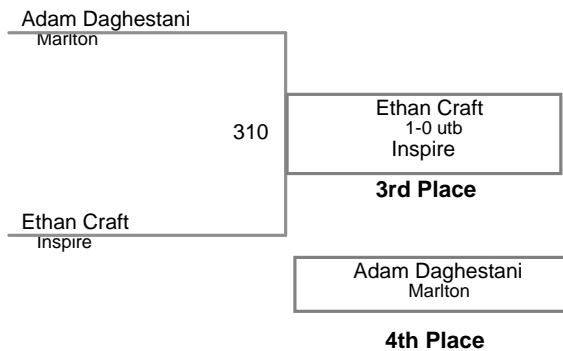 Adam Daghestani
Marlton
310
Ethan Craft
1-0 utb
Inspire
3rd Place
Ethan Craft
Inspire
Adam Daghestani
Marlton
4th Place